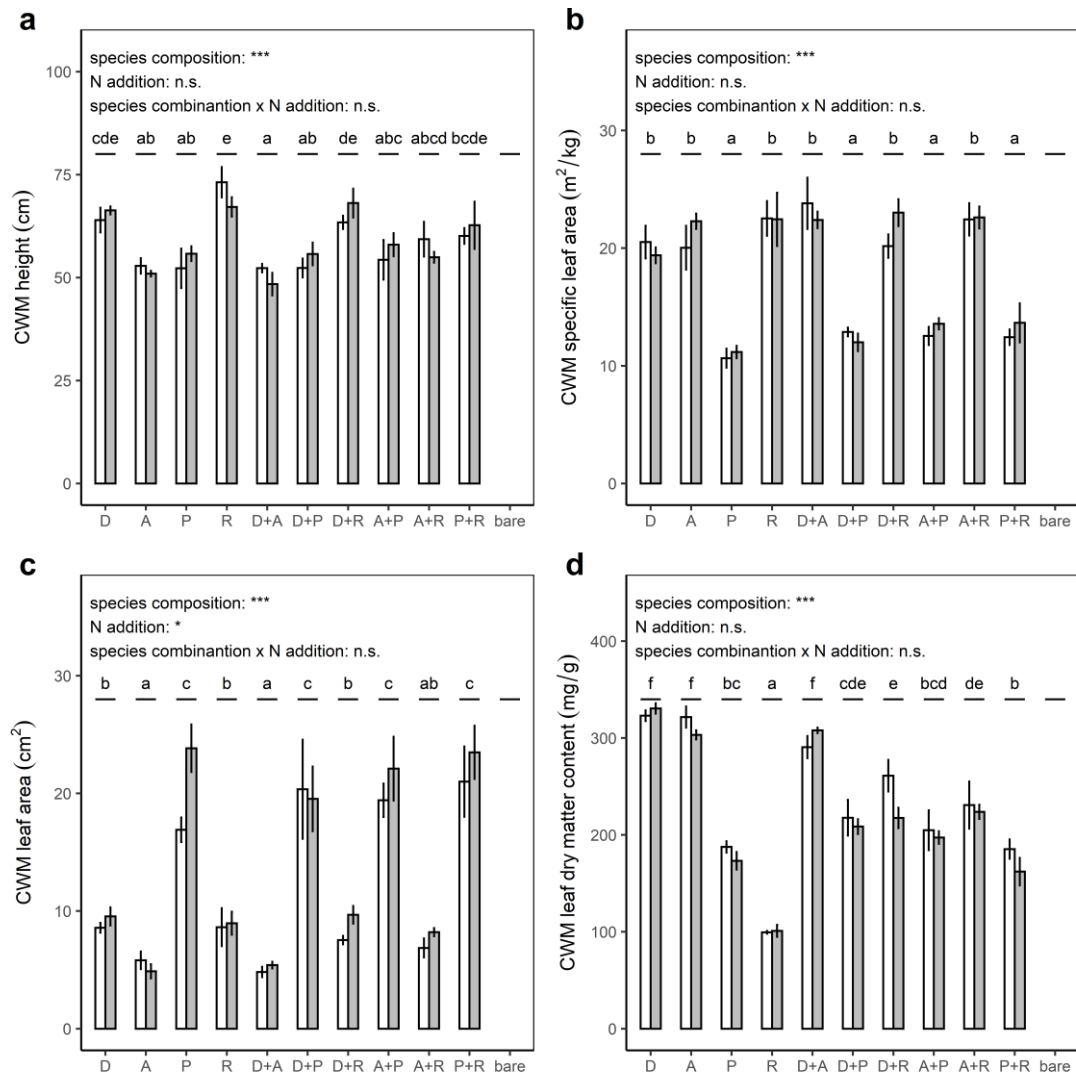 a
species composition: ***
N addition: n.s.
species combinantion x N addition: n.s.
cde ab ab e a ab de abc abcd bcde
CWM height (cm)
100
75
50
25
0
D A P R D+A D+P D+R A+P A+R P+R bare
b
species composition: ***
N addition: n.s.
species combinantion x N addition: n.s.
b b a b b a b a b a
CWM specific leaf area (m²/kg)
30
20
10
0
D A P R D+A D+P D+R A+P A+R P+R bare
c
species composition: ***
N addition: *
species combinantion x N addition: n.s.
b a c b a c b c ab c
CWM leaf area (cm²)
30
20
10
0
D A P R D+A D+P D+R A+P A+R P+R bare
d
species composition: ***
N addition: n.s.
species combinantion x N addition: n.s.
f f bc a f cde e bcd de b
CWM leaf dry matter content (mg/g)
400
300
200
100
0
D A P R D+A D+P D+R A+P A+R P+R bare